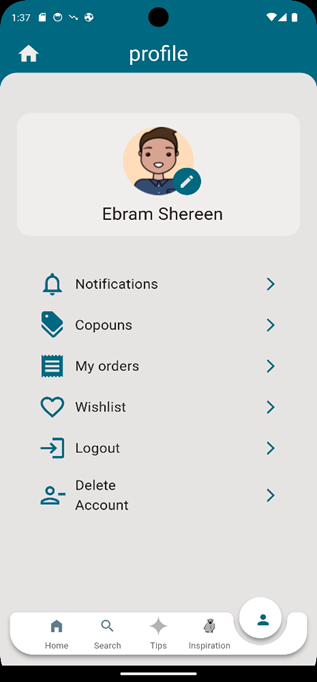 1:37
profile
Ebram Shereen
Notifications
Copouns
My orders
Wishlist
Logout
Delete
Account
Home
Search
Tips
Inspiration